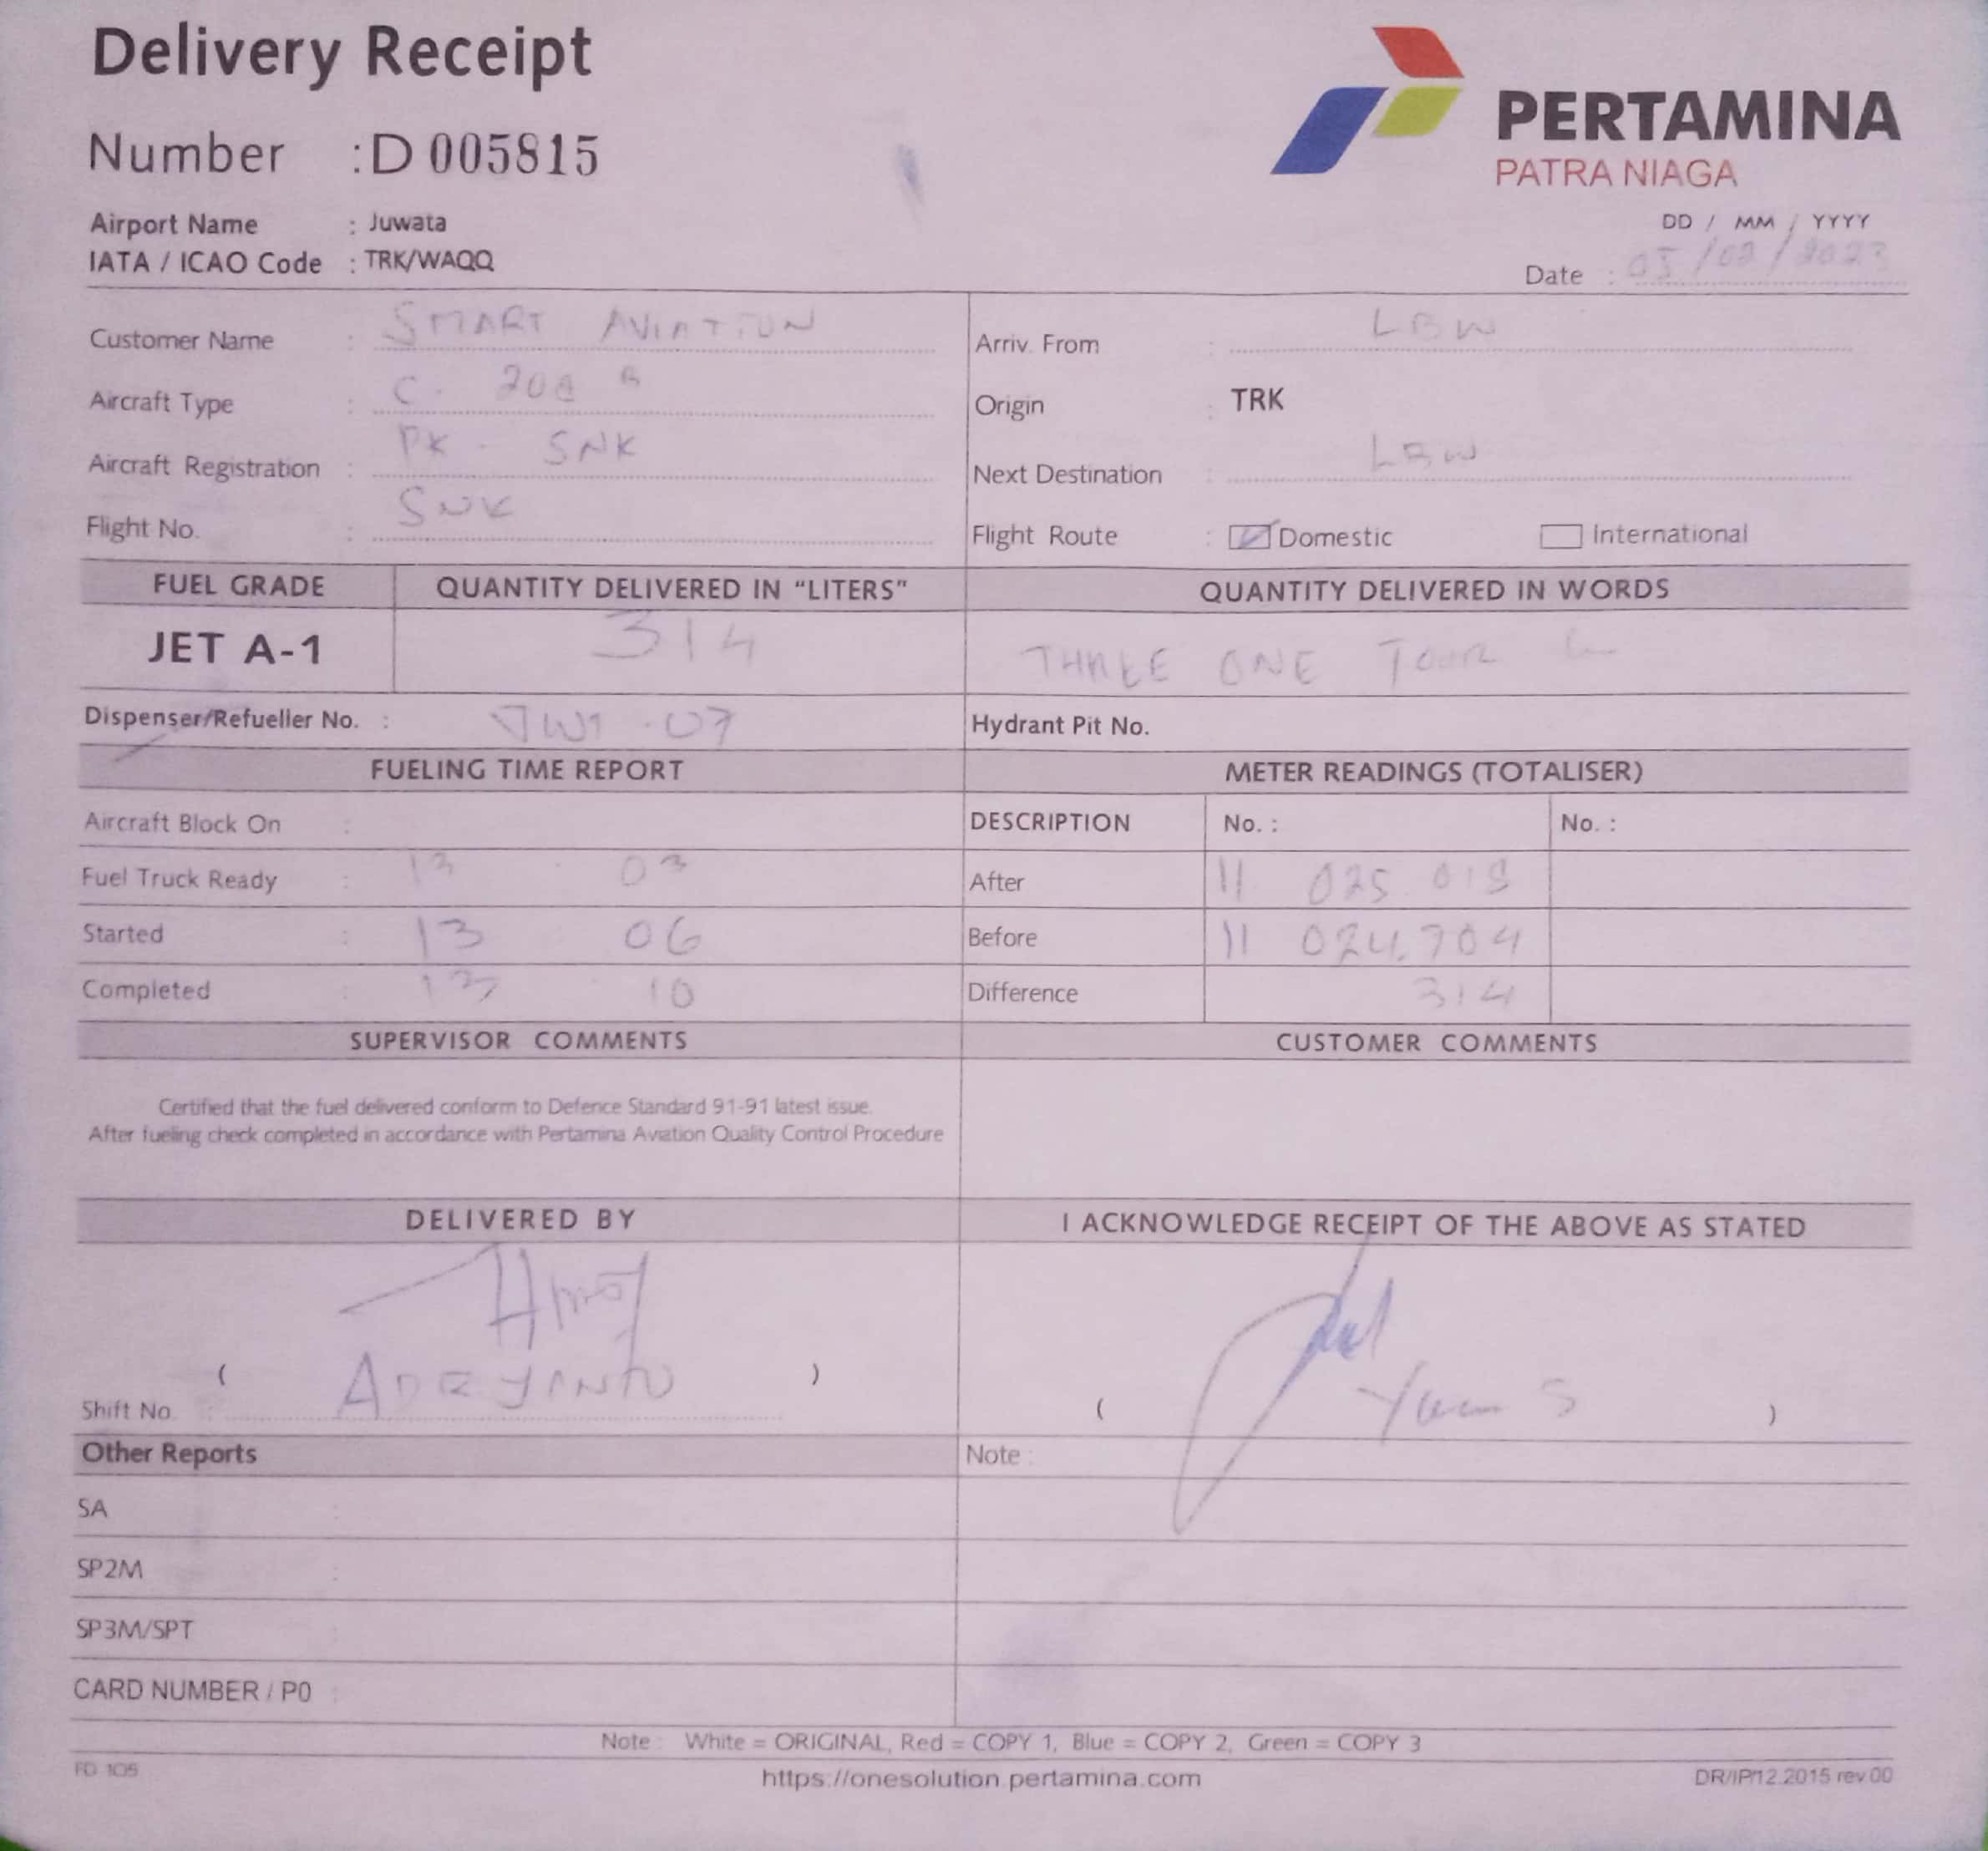 Delivery Receipt
PERTAMINA
PATRA NIAGA
Number : D 005815
Airport Name : Juwata
IATA / ICAO Code : TRK/WAQQ
DD / MM / YYYY
Date : 05/02/2023
Customer Name : SMART AVIATION
Arriv. From : LBW
Aircraft Type : C. 208 B
Origin : TRK
Aircraft Registration : PK - SNK
Next Destination : LBW
Flight No. : SNK
Flight Route : Domestic International
FUEL GRADE QUANTITY DELIVERED IN "LITERS" QUANTITY DELIVERED IN WORDS
JET A-1 314 THREE ONE FOUR
Dispenser/Refueller No. : JW1 . 07 Hydrant Pit No.
FUELING TIME REPORT METER READINGS (TOTALISER)
Aircraft Block On : DESCRIPTION No. : No. :
Fuel Truck Ready : 13 03 After 11 025 018
Started : 13 06 Before 11 024.704
Completed : 13 10 Difference 314
SUPERVISOR COMMENTS CUSTOMER COMMENTS
Certified that the fuel delivered conform to Defence Standard 91-91 latest issue.
After fueling check completed in accordance with Pertamina Aviation Quality Control Procedure
DELIVERED BY I ACKNOWLEDGE RECEIPT OF THE ABOVE AS STATED
( ADEYANTO )
Shift No. :
( S )
Other Reports Note :
SA :
SP2M :
SP3M/SPT :
CARD NUMBER / P0 :
Note : White = ORIGINAL, Red = COPY 1, Blue = COPY 2, Green = COPY 3
FD 105 https://onesolution.pertamina.com DR/IP/12.2015 rev.00